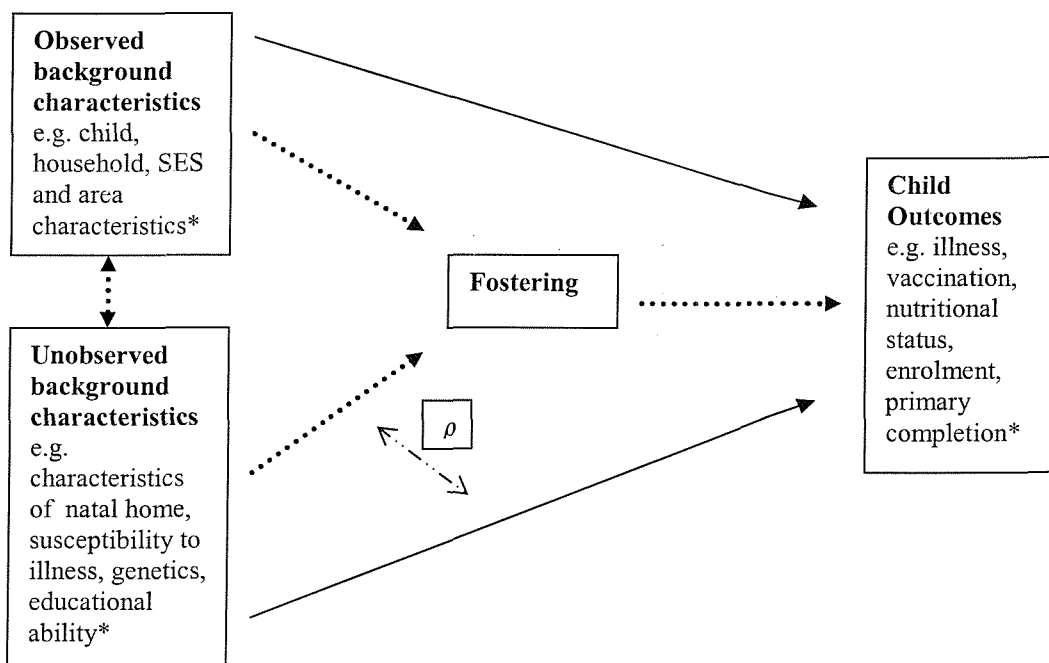 Observed
background
characteristics
e.g. child,
household, SES
and area
characteristics*
Unobserved
background
characteristics
e.g.
characteristics
of natal home,
susceptibility to
illness, genetics,
educational
ability*
Fostering
ρ
Child
Outcomes
e.g. illness,
vaccination,
nutritional
status,
enrolment,
primary
completion*